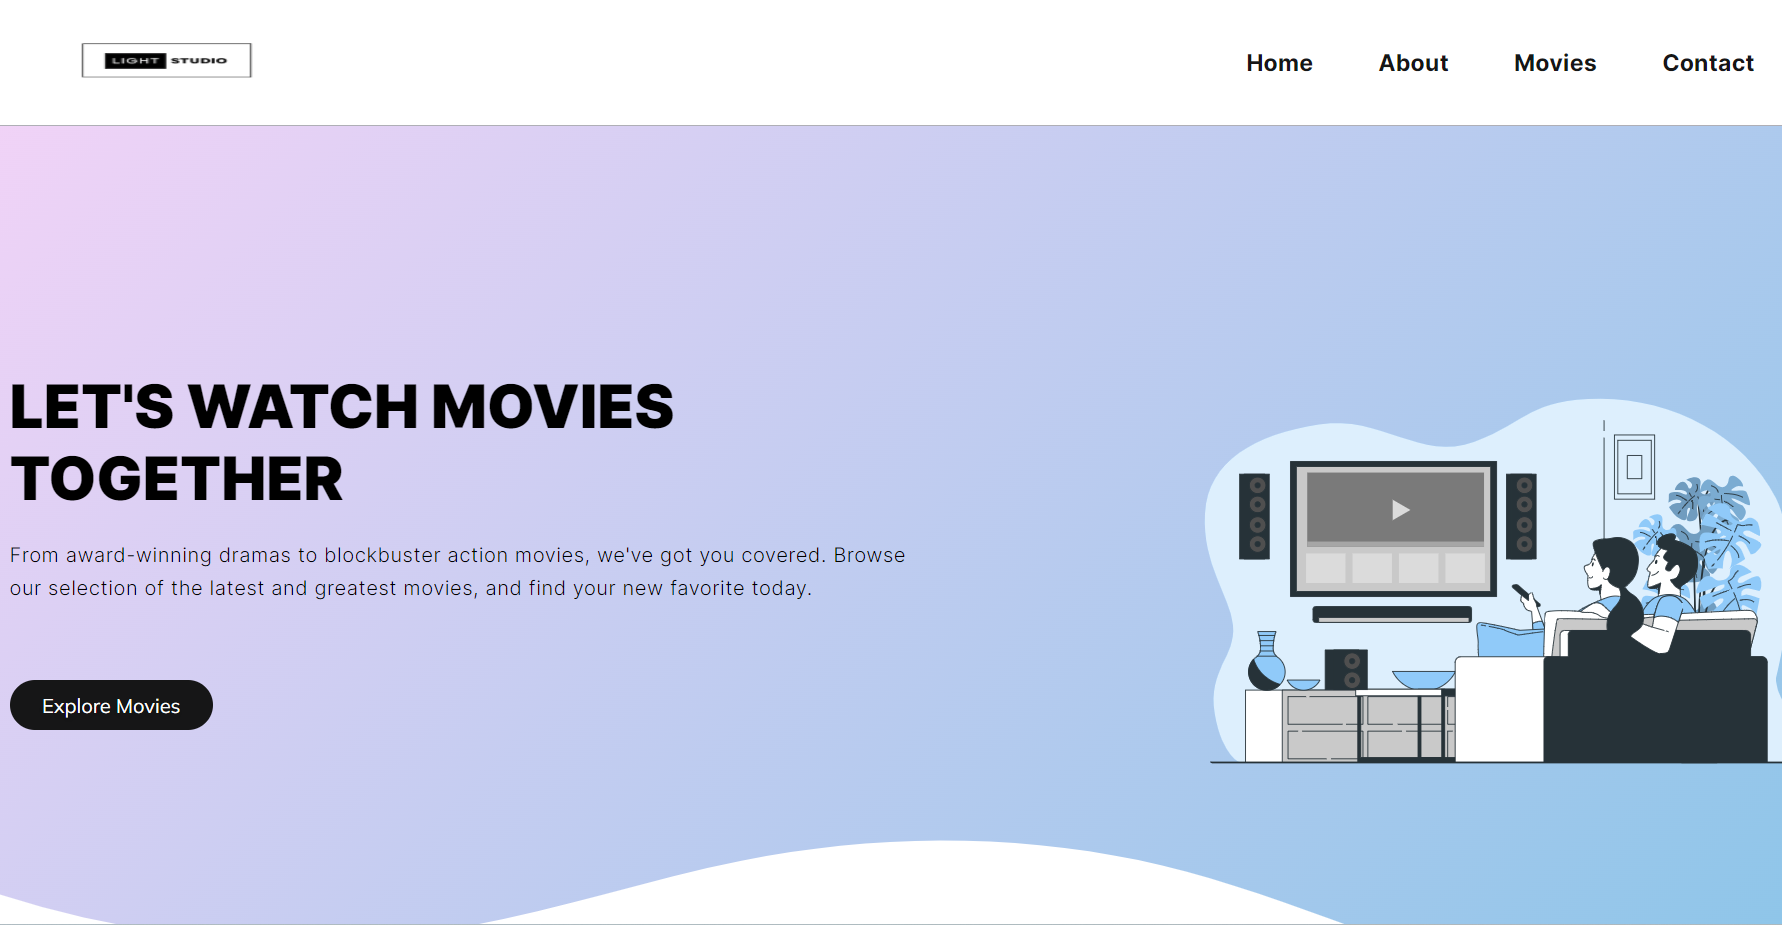 LIGHT STUDIO
Home About Movies Contact
LET'S WATCH MOVIES
TOGETHER
From award-winning dramas to blockbuster action movies, we've got you covered. Browse
our selection of the latest and greatest movies, and find your new favorite today.
Explore Movies